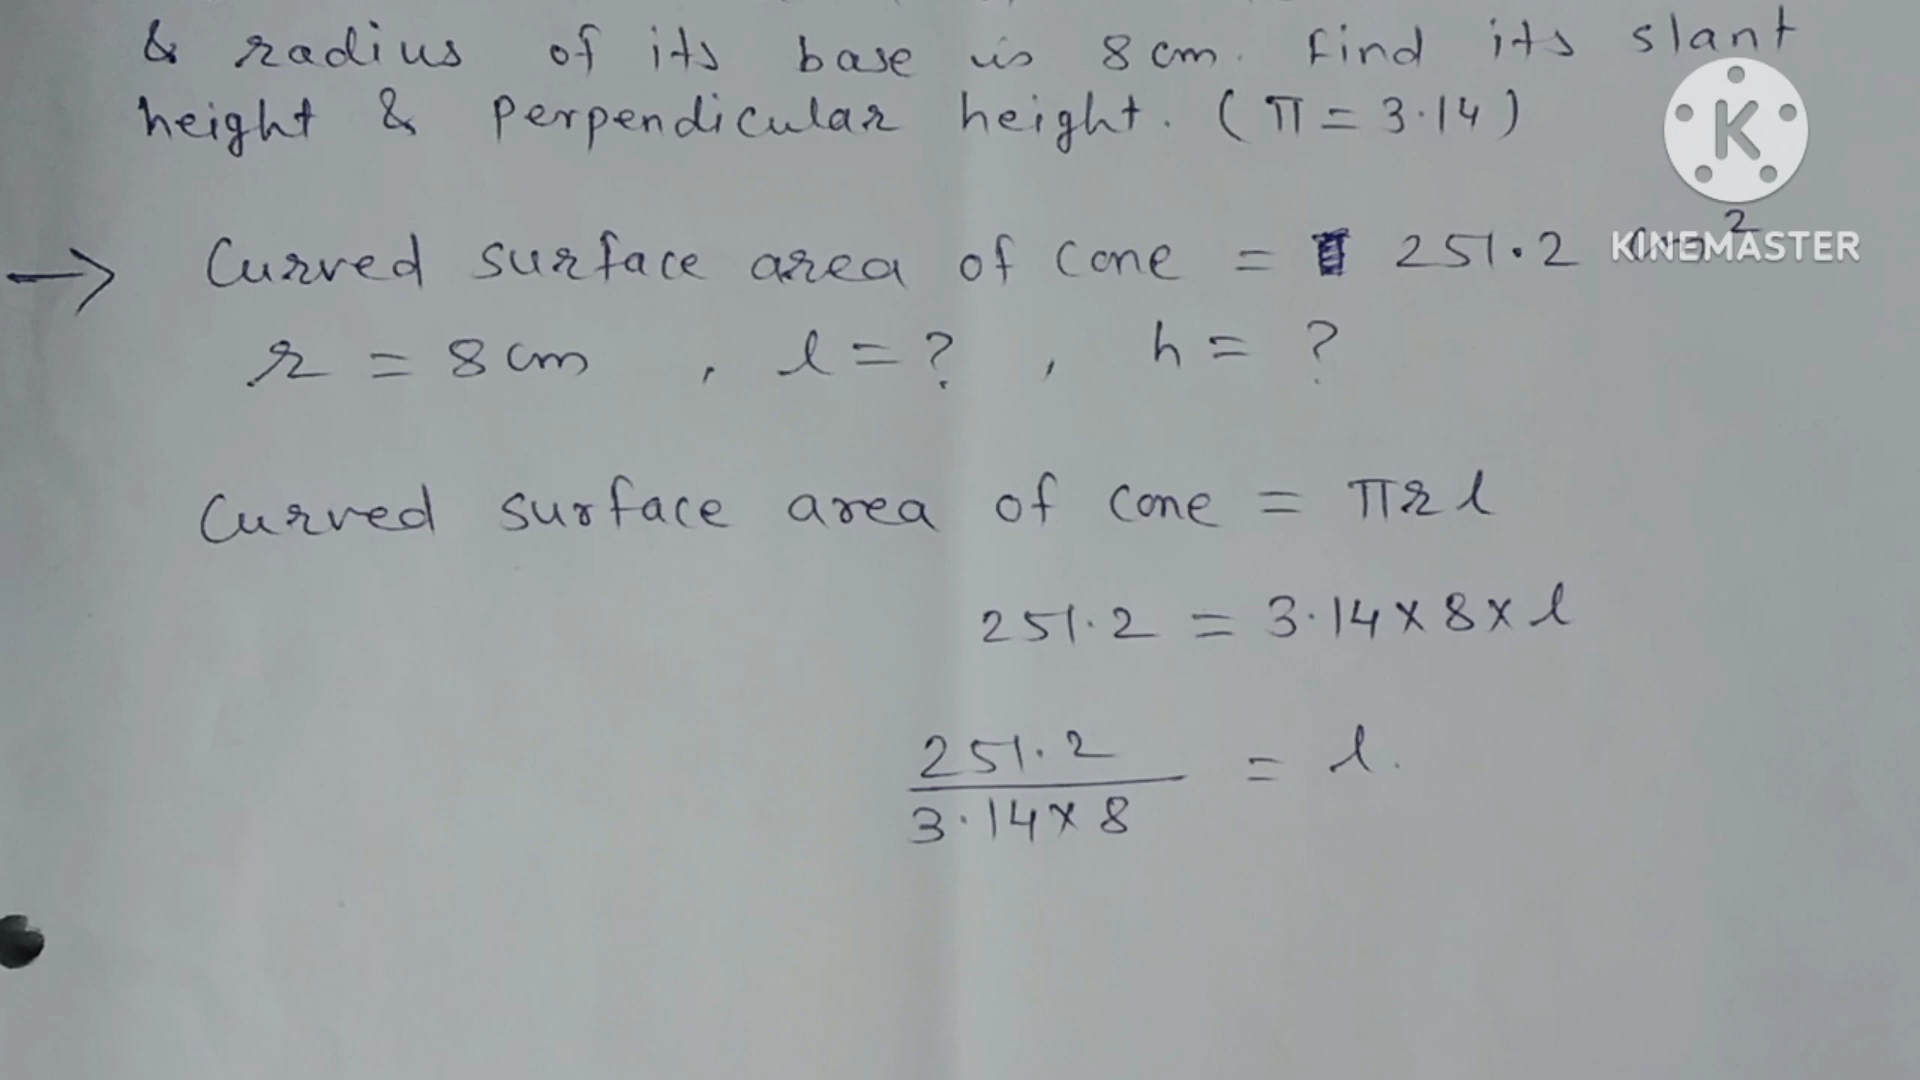 & radius of its base is 8 cm. Find its slant
height & perpendicular height. (π = 3.14)
K
KINEMASTER
→ Curved surface area of cone = 251.2 cm²
r = 8 cm , l = ? , h = ?
Curved surface area of cone = πrl
251.2 = 3.14 × 8 × l
251.2
3.14 × 8
= l.